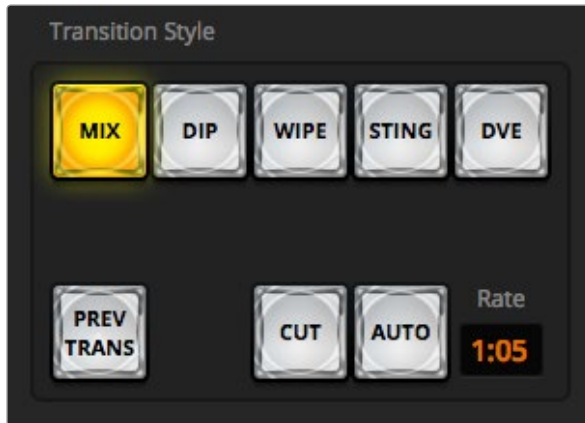 Transition Style
MIX
DIP
WIPE
STING
DVE
PREV
TRANS
CUT
AUTO
Rate
1:05